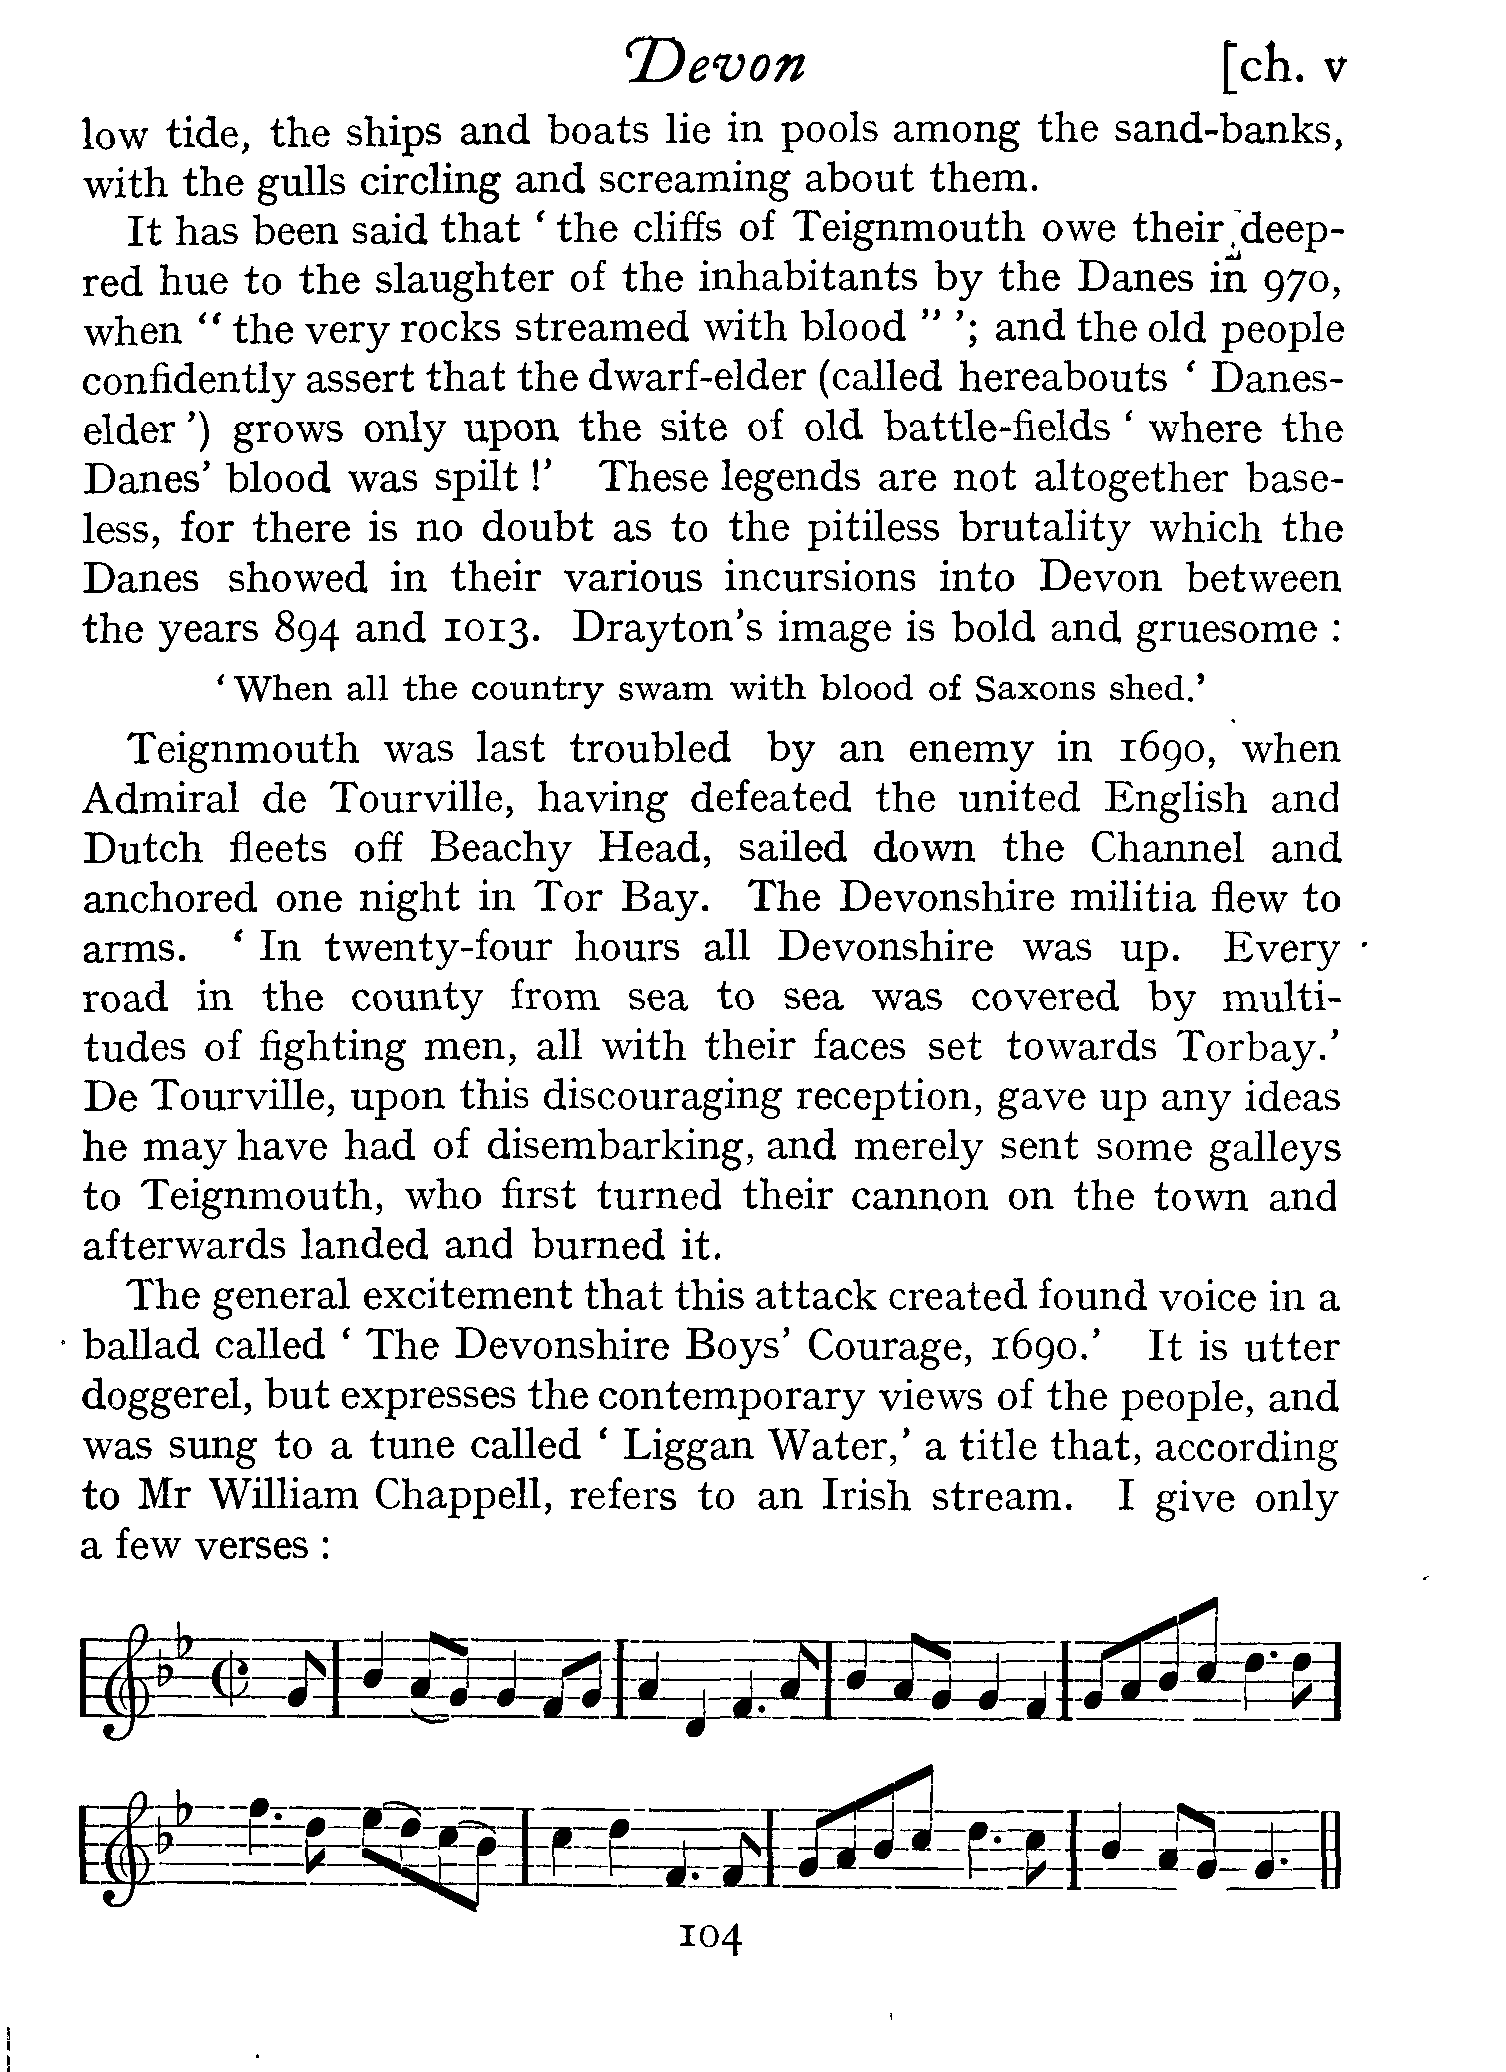 Devon [ch. v
low tide, the ships and boats lie in pools among the sand-banks,
with the gulls circling and screaming about them.
It has been said that ‘ the cliffs of Teignmouth owe their deep-
red hue to the slaughter of the inhabitants by the Danes in 970,
when “ the very rocks streamed with blood ” ’; and the old people
confidently assert that the dwarf-elder (called hereabouts ‘ Danes-
elder ’) grows only upon the site of old battle-fields ‘ where the
Danes’ blood was spilt !’ These legends are not altogether base-
less, for there is no doubt as to the pitiless brutality which the
Danes showed in their various incursions into Devon between
the years 894 and 1013. Drayton’s image is bold and gruesome :
‘ When all the country swam with blood of Saxons shed.’
Teignmouth was last troubled by an enemy in 1690, when
Admiral de Tourville, having defeated the united English and
Dutch fleets off Beachy Head, sailed down the Channel and
anchored one night in Tor Bay. The Devonshire militia flew to
arms. ‘ In twenty-four hours all Devonshire was up. Every
road in the county from sea to sea was covered by multi-
tudes of fighting men, all with their faces set towards Torbay.’
De Tourville, upon this discouraging reception, gave up any ideas
he may have had of disembarking, and merely sent some galleys
to Teignmouth, who first turned their cannon on the town and
afterwards landed and burned it.
The general excitement that this attack created found voice in a
ballad called ‘ The Devonshire Boys’ Courage, 1690.’ It is utter
doggerel, but expresses the contemporary views of the people, and
was sung to a tune called ‘ Liggan Water,’ a title that, according
to Mr William Chappell, refers to an Irish stream. I give only
a few verses :
104